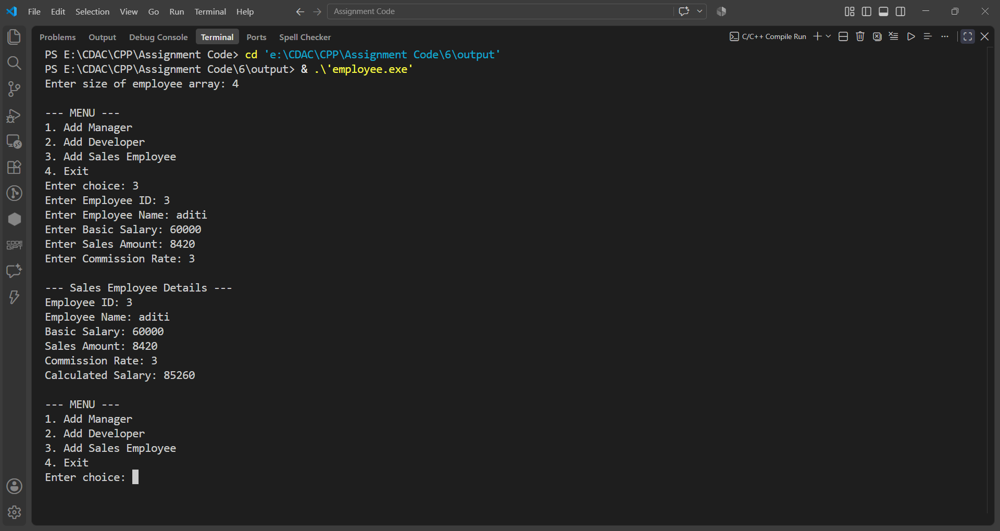 File Edit Selection View Go Run Terminal Help
Assignment Code
Problems Output Debug Console Terminal Ports Spell Checker
C/C++ Compile Run
PS E:\CDAC\CPP\Assignment Code> cd 'e:\CDAC\CPP\Assignment Code\6\output'
PS E:\CDAC\CPP\Assignment Code\6\output> & .\'employee.exe'
Enter size of employee array: 4
--- MENU ---
1. Add Manager
2. Add Developer
3. Add Sales Employee
4. Exit
Enter choice: 3
Enter Employee ID: 3
Enter Employee Name: aditi
Enter Basic Salary: 60000
Enter Sales Amount: 8420
Enter Commission Rate: 3
--- Sales Employee Details ---
Employee ID: 3
Employee Name: aditi
Basic Salary: 60000
Sales Amount: 8420
Commission Rate: 3
Calculated Salary: 85260
--- MENU ---
1. Add Manager
2. Add Developer
3. Add Sales Employee
4. Exit
Enter choice:
CODE
GPT